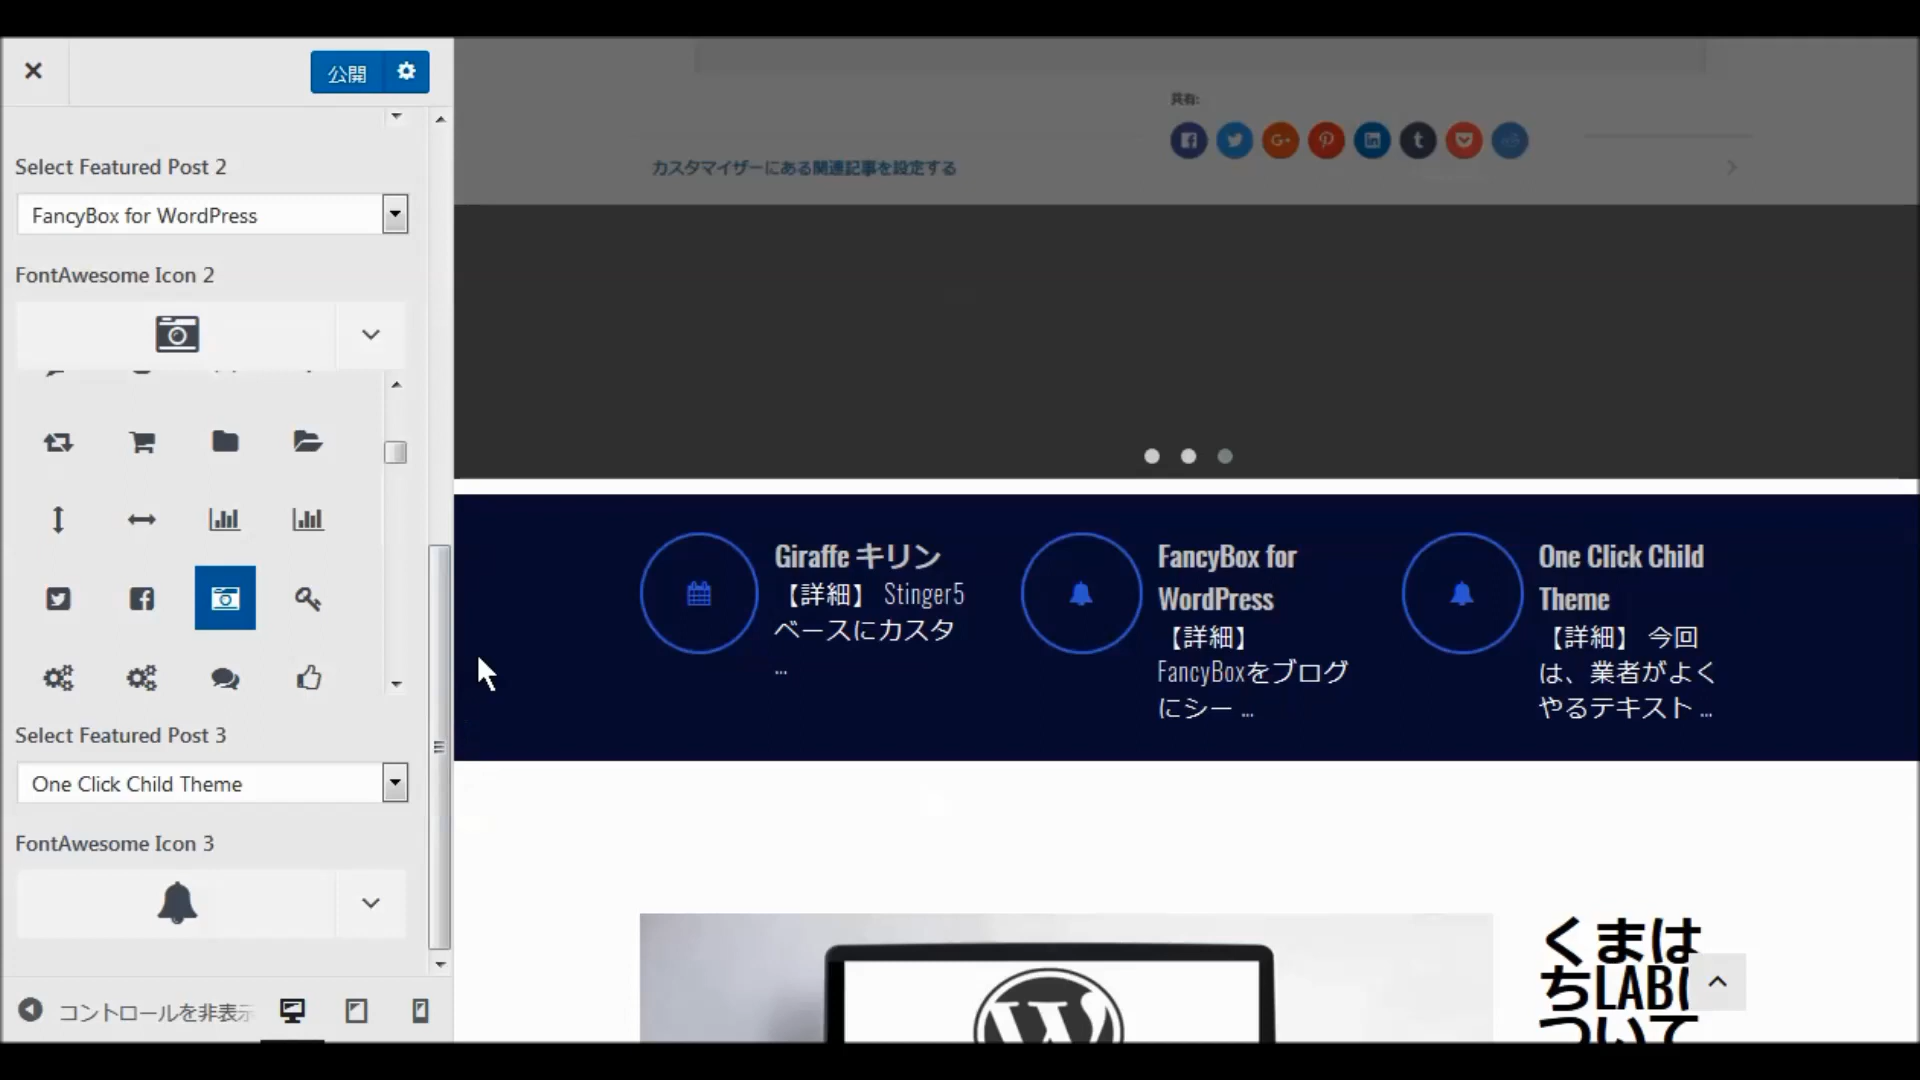 公開
Select Featured Post 2
FancyBox for WordPress
FontAwesome Icon 2
Select Featured Post 3
One Click Child Theme
FontAwesome Icon 3
コントロールを非表示
共有:
カスタマイザーにある関連記事を設定する
Giraffe キリン
【詳細】 Stinger5
ベースにカスタ
...
FancyBox for
WordPress
【詳細】
FancyBoxをブログ
にシー ...
One Click Child
Theme
【詳細】 今回
は、業者がよく
やるテキスト ...
くまは
ちLAB
ついて